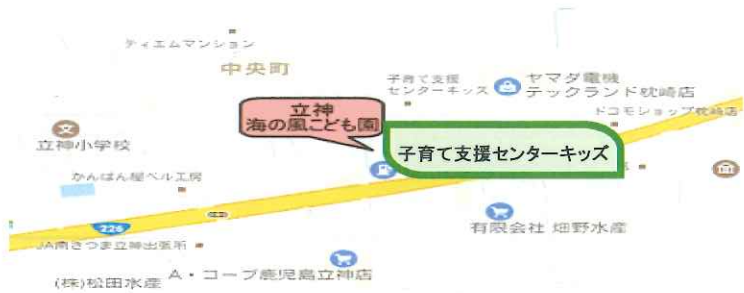 ティエムマンション
中央町
子育て支援
センターキッズ
ヤマダ電機
テックランド枕崎店
ドコモショップ枕崎店
立神
海の風こども園
文
立神小学校
子育て支援センターキッズ
かんばん屋ベル工房
226
有限会社 畑野水産
JA南さつま立神出張所
A・コープ鹿児島立神店
(株)松田水産